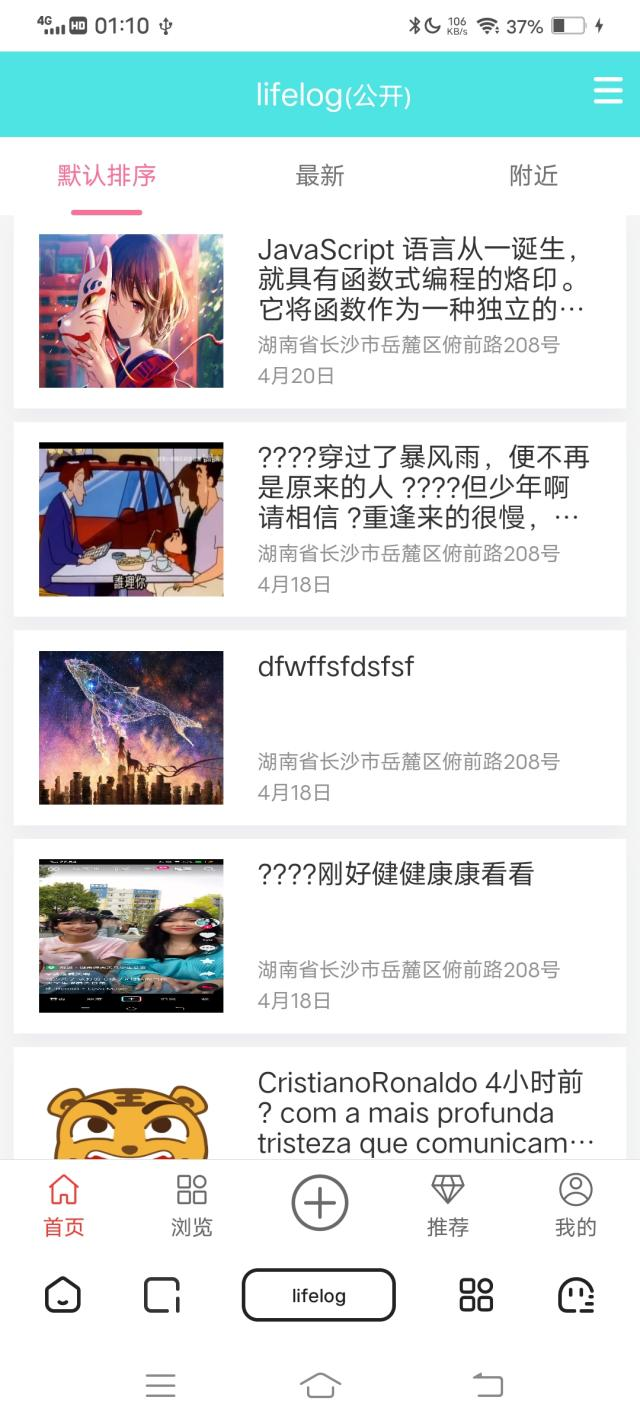 4G HD 01:10 106 KB/s 37%
lifelog(公开)
默认排序 最新 附近
JavaScript 语言从一诞生，
就具有函数式编程的烙印。
它将函数作为一种独立的…
湖南省长沙市岳麓区俯前路208号
4月20日
????穿过了暴风雨，便不再
是原来的人 ????但少年啊
请相信 ?重逢来的很慢，…
湖南省长沙市岳麓区俯前路208号
4月18日
誰理你
dfwffsfdsfsf
湖南省长沙市岳麓区俯前路208号
4月18日
????刚好健健康康看看
湖南省长沙市岳麓区俯前路208号
4月18日
CristianoRonaldo 4小时前
? com a mais profunda
tristeza que comunicam…
首页 浏览 推荐 我的
lifelog